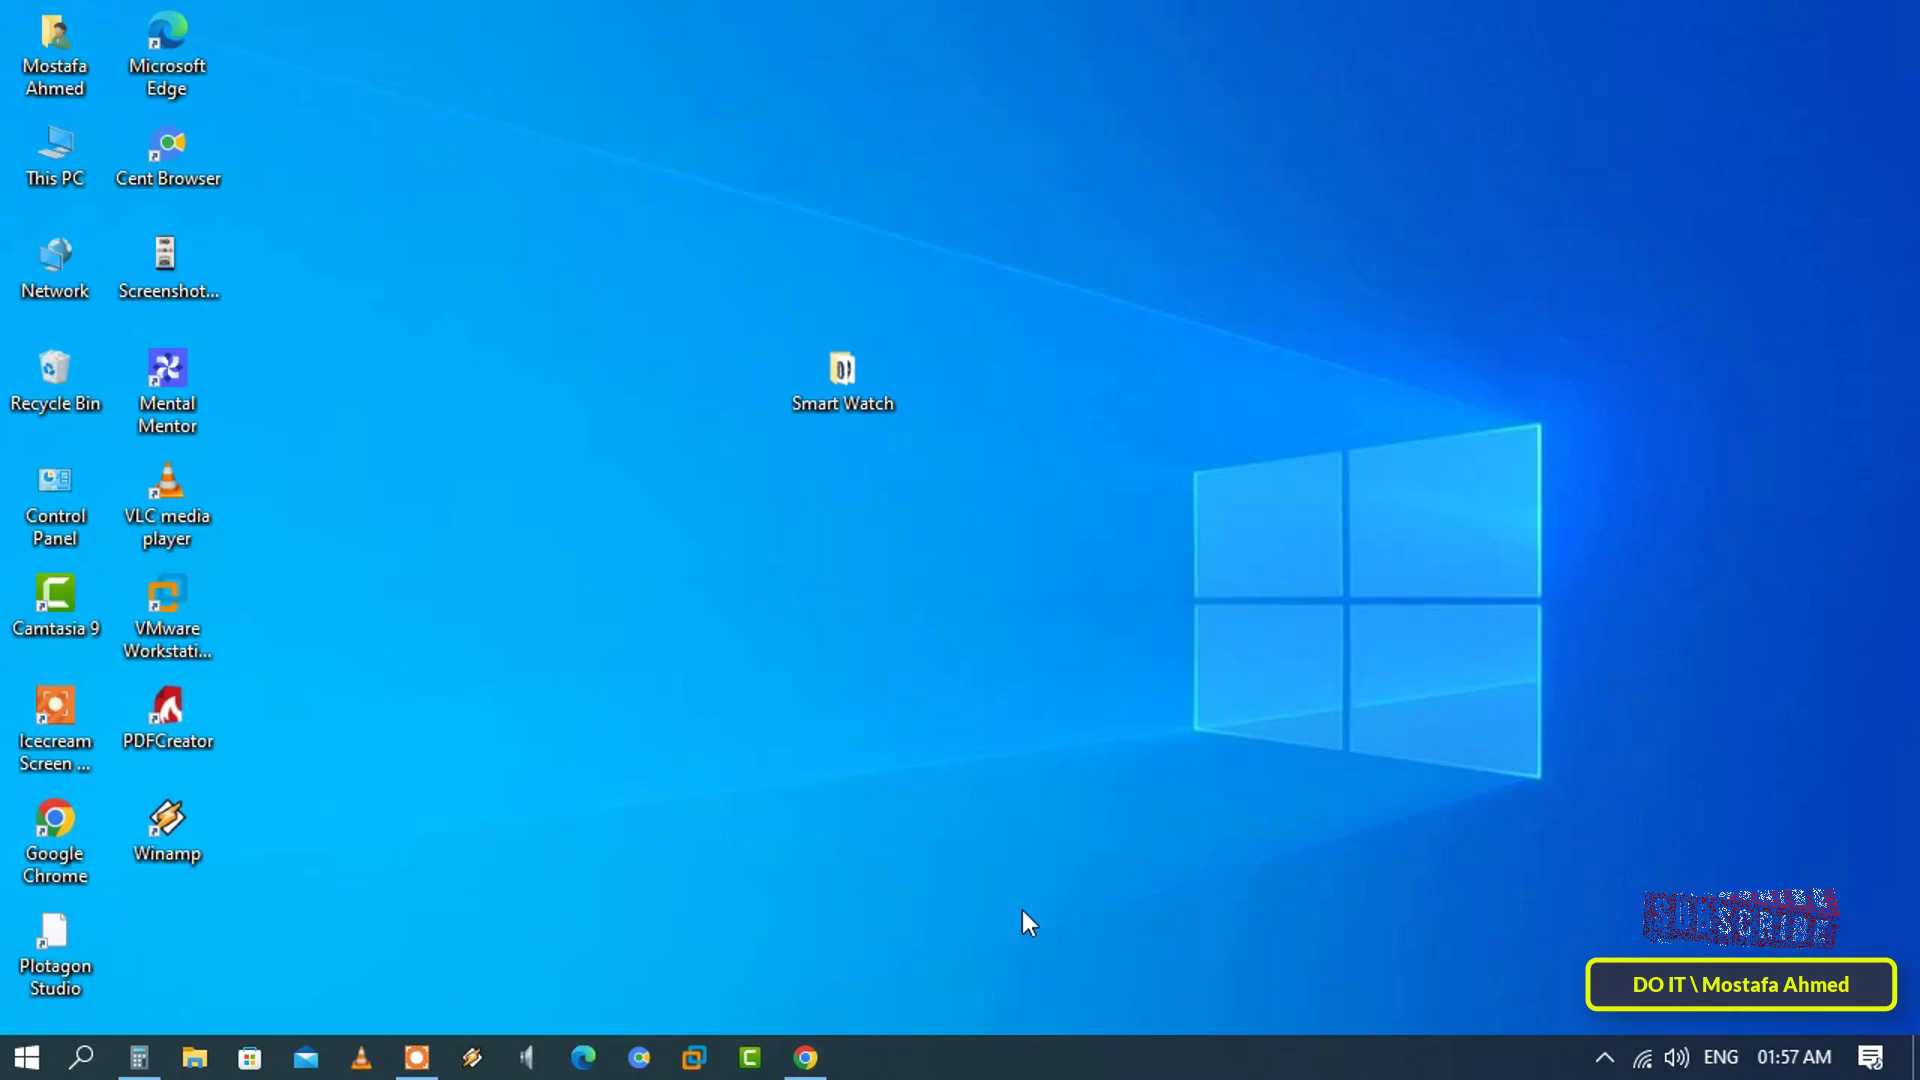 Mostafa
Ahmed
Microsoft
Edge
This PC
Cent Browser
Network
Screenshot...
Recycle Bin
Mental
Mentor
Smart Watch
Control
Panel
VLC media
player
Camtasia 9
VMware
Workstati...
Icecream
Screen ...
PDFCreator
Google
Chrome
Winamp
Plotagon
Studio
SUBSCRIBE
DO IT \ Mostafa Ahmed
ENG
01:57 AM